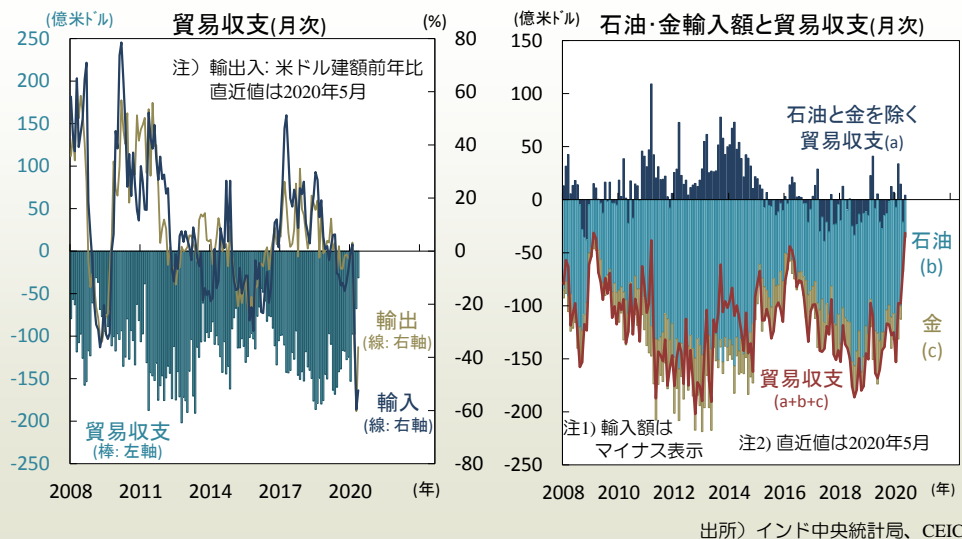 貿易収支(月次)
(億米ドル)
(%)
250
200
150
100
50
0
-50
-100
-150
-200
-250
80
60
40
20
0
-20
-40
-60
-80
注）輸出入: 米ドル建額前年比
直近値は2020年5月
輸出
(線: 右軸)
輸入
(線: 右軸)
貿易収支
(棒: 左軸)
2008
2011
2014
2017
2020
(年)
石油･金輸入額と貿易収支(月次)
(億米ドル)
150
100
50
0
-50
-100
-150
-200
-250
石油と金を除く
貿易収支(a)
石油
(b)
金
(c)
貿易収支
(a+b+c)
注1) 輸入額は
マイナス表示
注2) 直近値は2020年5月
2008
2010
2012
2014
2016
2018
2020
(年)
出所）インド中央統計局、CEIC